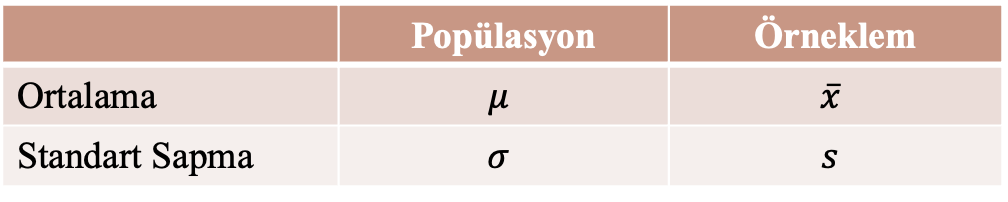 Popülasyon Örneklem
Ortalama μ x̄
Standart Sapma σ s